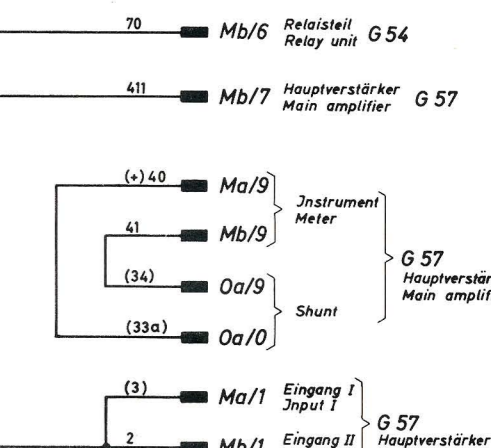 70 Mb/6 Relaisteil G 54
Relay unit
411 Mb/7 Hauptverstärker G 57
Main amplifier
(+) 40 Ma/9
Jnstrument
Meter
41 Mb/9
G 57
(34) Oa/9 Hauptverstär
Main amplif
Shunt
(33a) Oa/0
(3) Ma/1 Eingang I
Jnput I
G 57
2 Mb/1 Eingang II Hauptverstärker